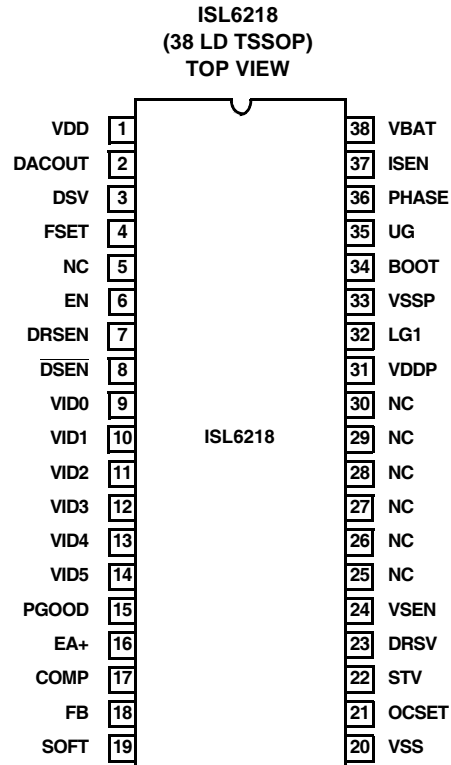 ISL6218
(38 LD TSSOP)
TOP VIEW
VDD 1 38 VBAT
DACOUT 2 37 ISEN
DSV 3 36 PHASE
FSET 4 35 UG
NC 5 34 BOOT
EN 6 33 VSSP
DRSEN 7 32 LG1
DSEN 8 31 VDDP
VID0 9 30 NC
VID1 10 ISL6218 29 NC
VID2 11 28 NC
VID3 12 27 NC
VID4 13 26 NC
VID5 14 25 NC
PGOOD 15 24 VSEN
EA+ 16 23 DRSV
COMP 17 22 STV
FB 18 21 OCSET
SOFT 19 20 VSS